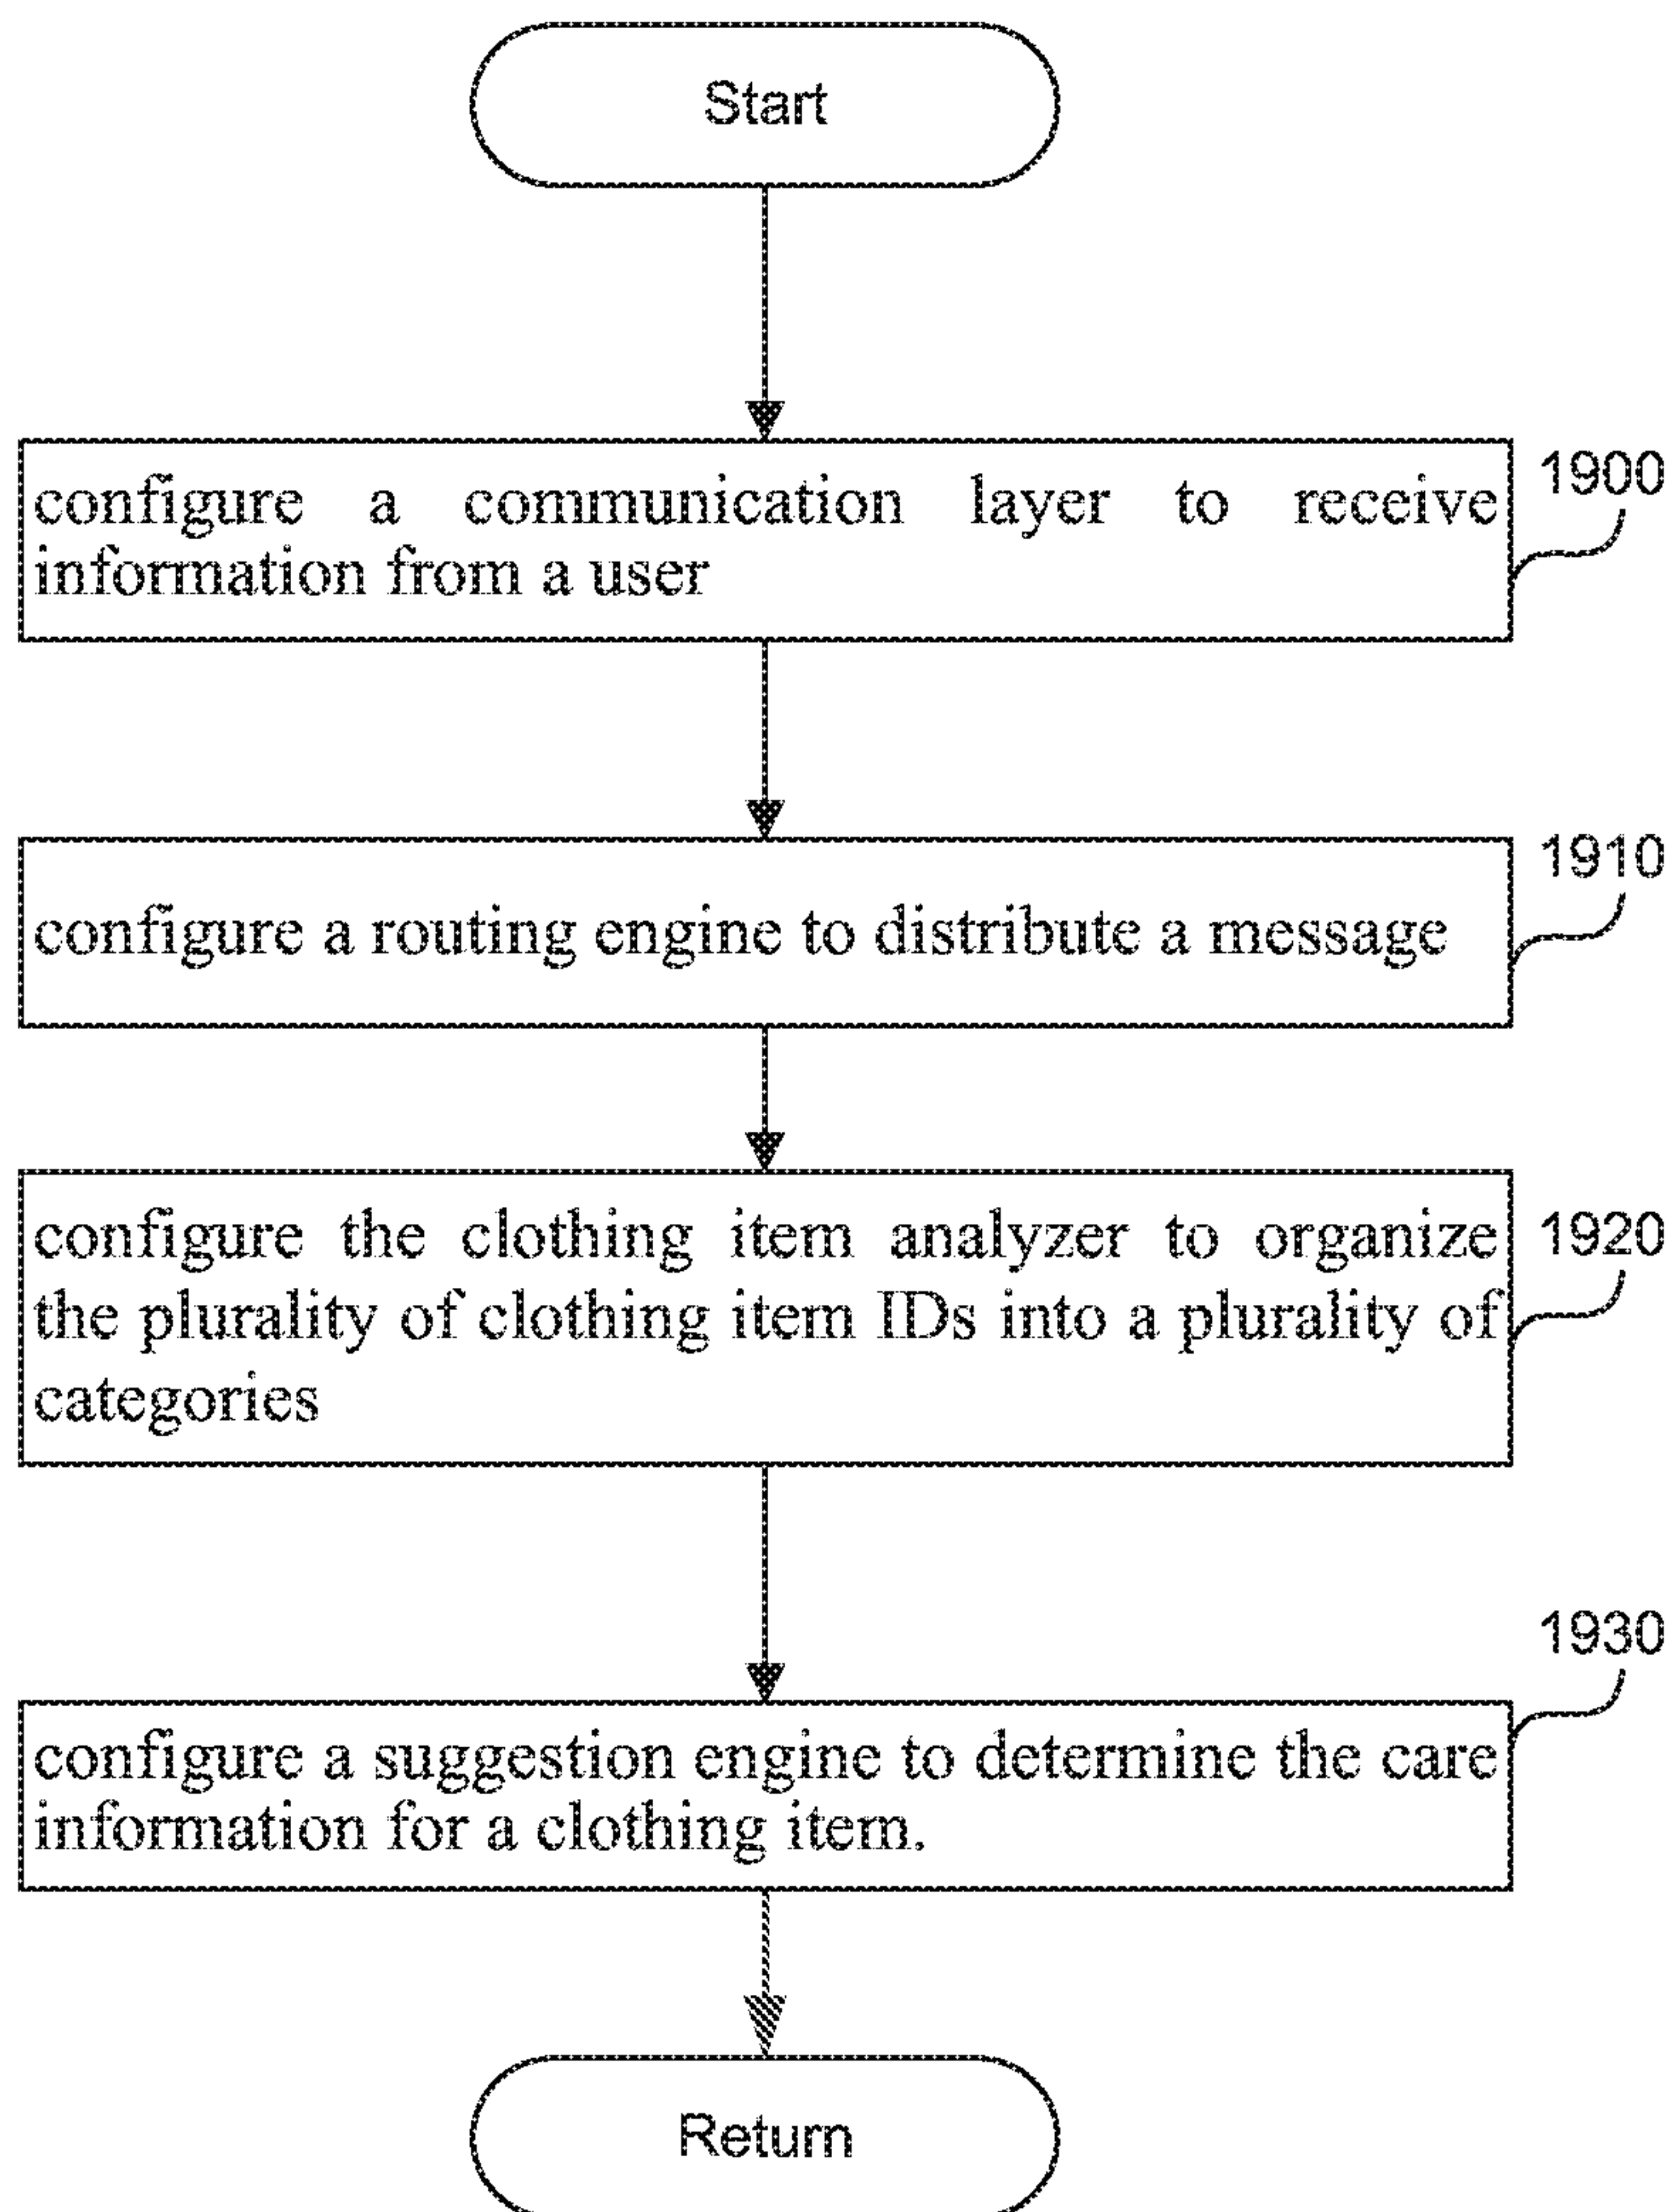 Start
configure a communication layer to receive
information from a user
1900
configure a routing engine to distribute a message
1910
configure the clothing item analyzer to organize
the plurality of clothing item IDs into a plurality of
categories
1920
configure a suggestion engine to determine the care
information for a clothing item.
1930
Return